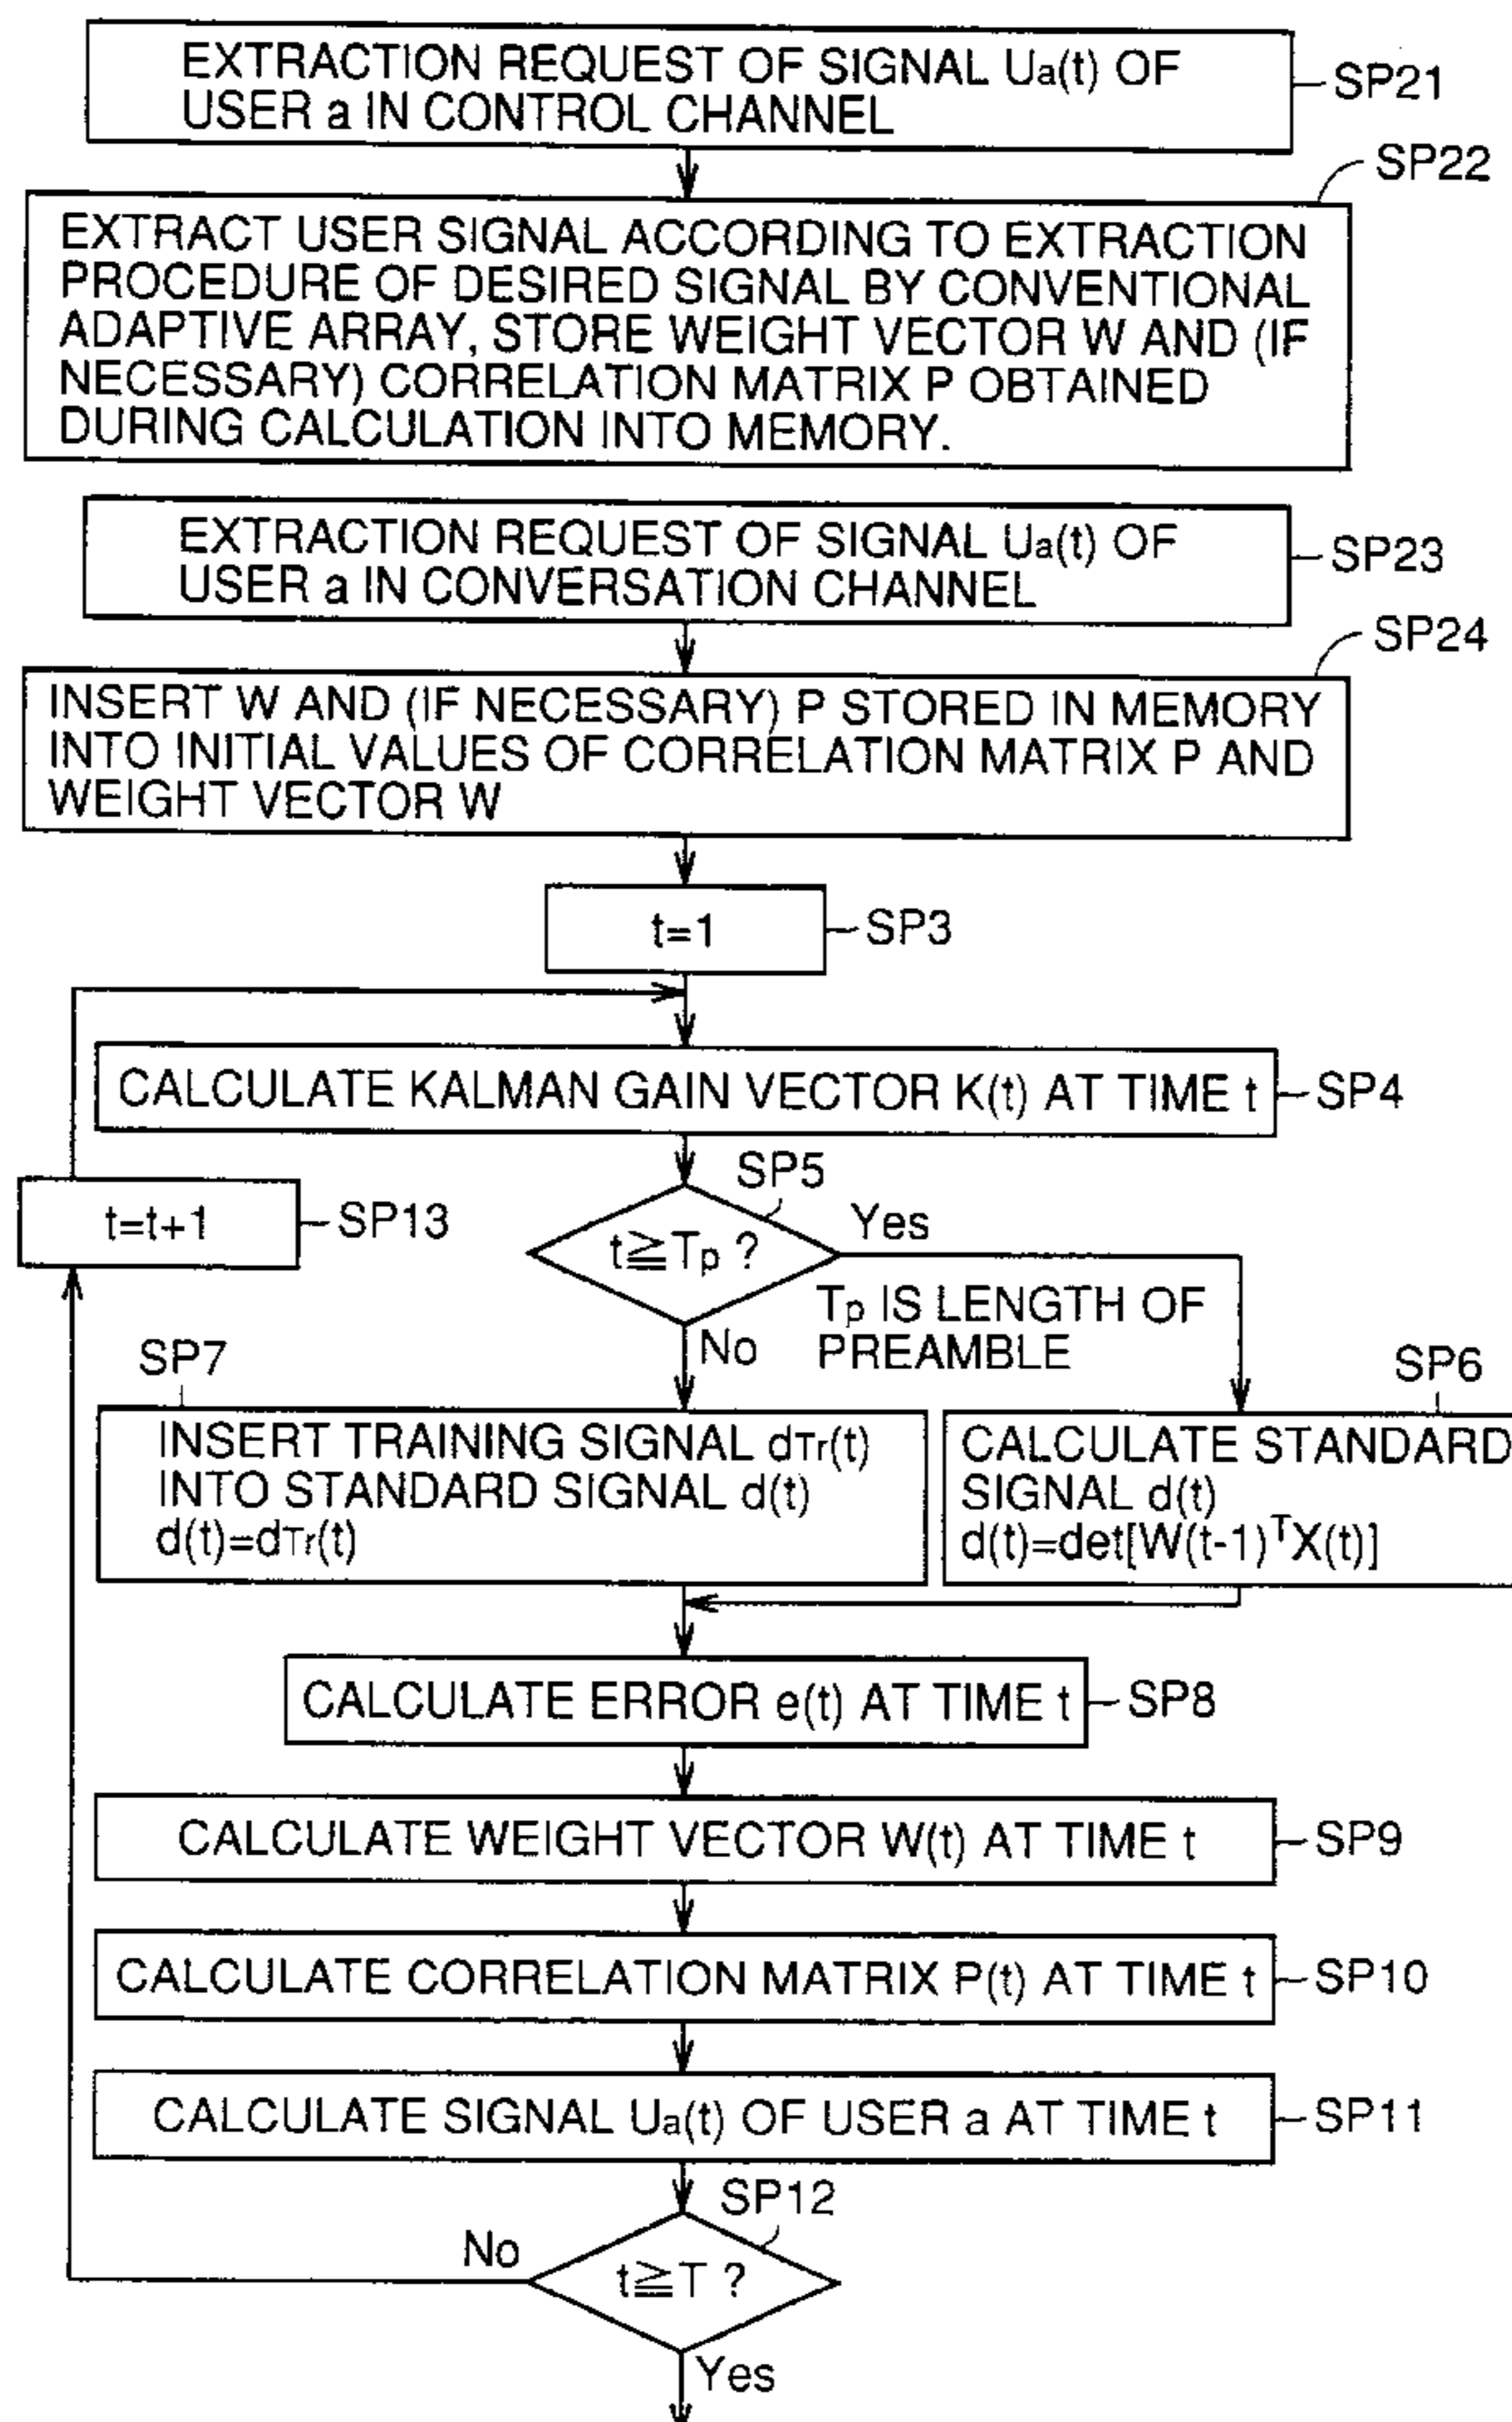 EXTRACTION REQUEST OF SIGNAL Ua(t) OF
USER a IN CONTROL CHANNEL
SP21
SP22
EXTRACT USER SIGNAL ACCORDING TO EXTRACTION
PROCEDURE OF DESIRED SIGNAL BY CONVENTIONAL
ADAPTIVE ARRAY, STORE WEIGHT VECTOR W AND (IF
NECESSARY) CORRELATION MATRIX P OBTAINED
DURING CALCULATION INTO MEMORY.
EXTRACTION REQUEST OF SIGNAL Ua(t) OF
USER a IN CONVERSATION CHANNEL
SP23
SP24
INSERT W AND (IF NECESSARY) P STORED IN MEMORY
INTO INITIAL VALUES OF CORRELATION MATRIX P AND
WEIGHT VECTOR W
t=1
SP3
CALCULATE KALMAN GAIN VECTOR K(t) AT TIME t
SP4
SP5
t=t+1
SP13
t≧Tp ?
Yes
Tp IS LENGTH OF
PREAMBLE
No
SP7
SP6
INSERT TRAINING SIGNAL dTr(t)
INTO STANDARD SIGNAL d(t)
d(t)=dTr(t)
CALCULATE STANDARD
SIGNAL d(t)
d(t)=det[W(t-1)ᵀX(t)]
CALCULATE ERROR e(t) AT TIME t
SP8
CALCULATE WEIGHT VECTOR W(t) AT TIME t
SP9
CALCULATE CORRELATION MATRIX P(t) AT TIME t
SP10
CALCULATE SIGNAL Ua(t) OF USER a AT TIME t
SP11
SP12
No
t≧T ?
Yes